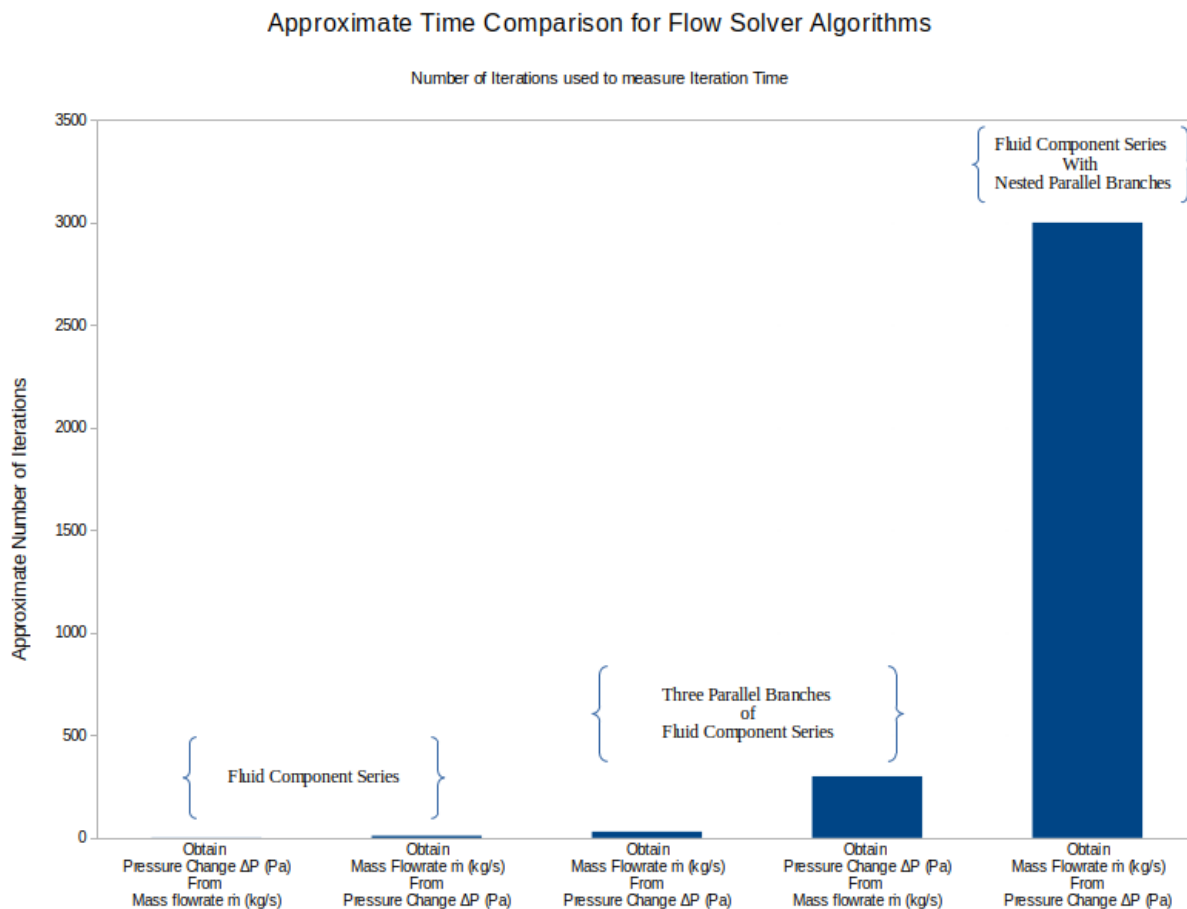 Approximate Time Comparison for Flow Solver Algorithms
Number of Iterations used to measure Iteration Time
Approximate Number of Iterations
3500
3000
2500
2000
1500
1000
500
0
Fluid Component Series
Three Parallel Branches
of
Fluid Component Series
Fluid Component Series
With
Nested Parallel Branches
Obtain
Pressure Change ΔP (Pa)
From
Mass flowrate ṁ (kg/s)
Obtain
Mass Flowrate ṁ (kg/s)
From
Pressure Change ΔP (Pa)
Obtain
Mass Flowrate ṁ (kg/s)
From
Pressure Change ΔP (Pa)
Obtain
Pressure Change ΔP (Pa)
From
Mass flowrate ṁ (kg/s)
Obtain
Mass Flowrate ṁ (kg/s)
From
Pressure Change ΔP (Pa)